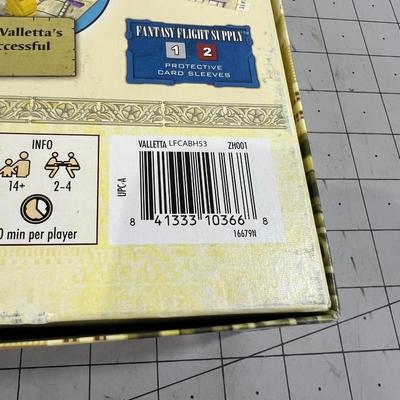 Valletta's
ccessful
FANTASY FLIGHT SUPPLY™
1 2
PROTECTIVE
CARD SLEEVES
INFO
14+ 2–4
0 min per player
VALLETTA LFCABH53 ZH001
UPC-A
8 41333 10366 8
16679N